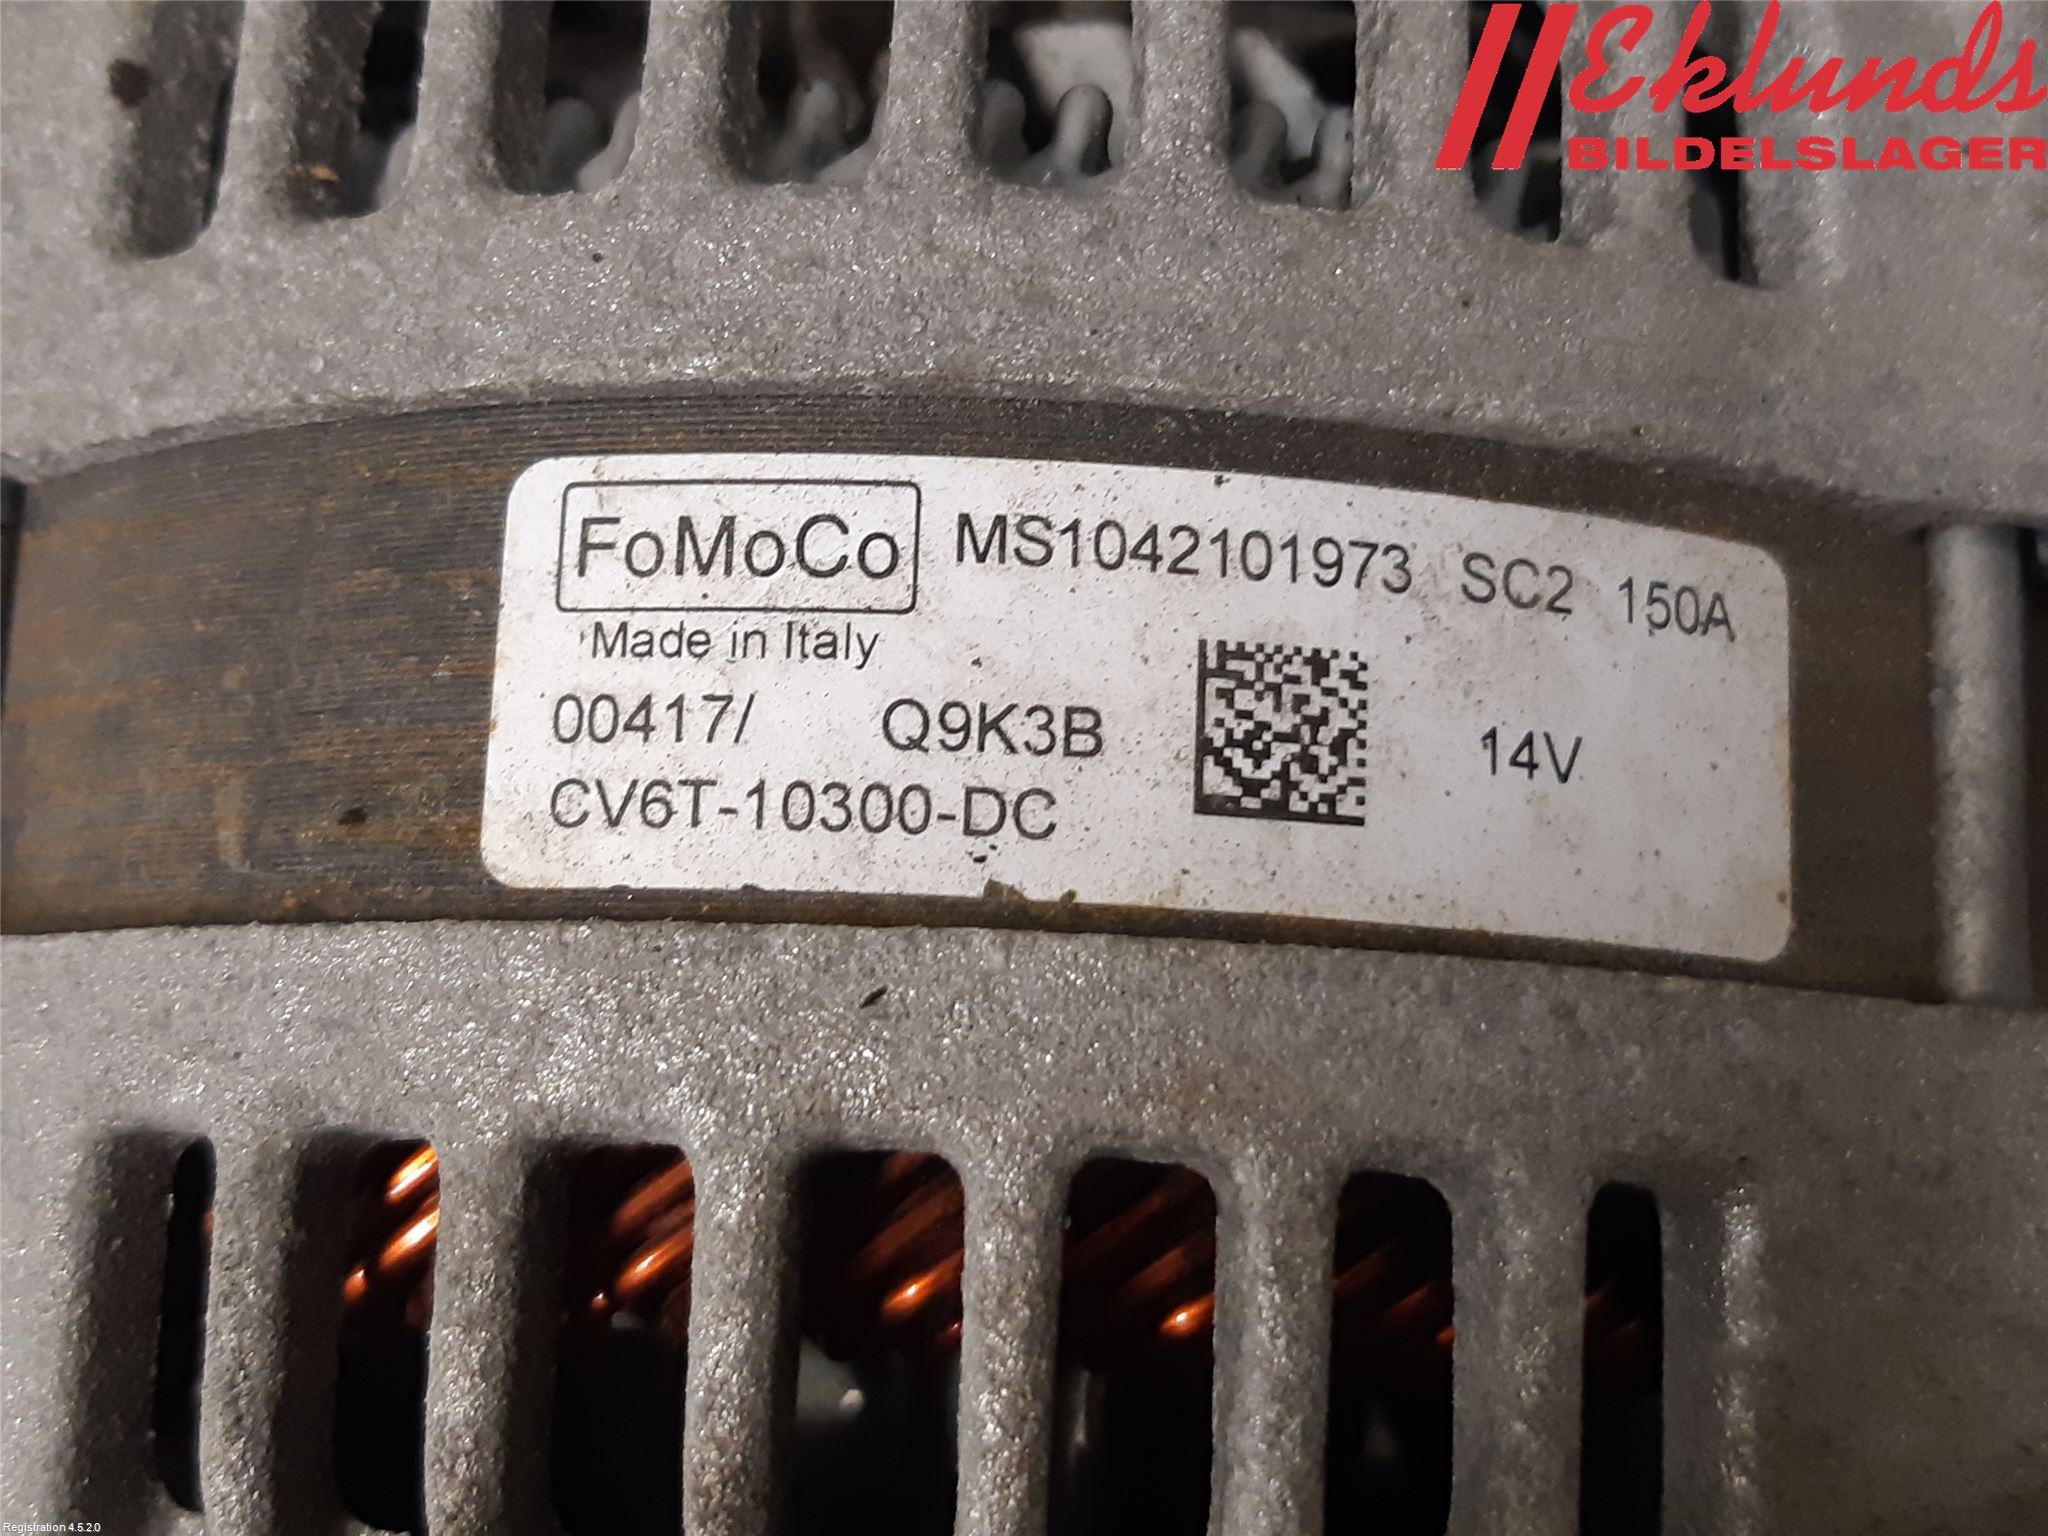 Eklunds
BILDELSLAGER
FoMoCo MS1042101973 SC2 150A
Made in Italy
00417/ Q9K3B 14V
CV6T-10300-DC
Registration 4.5.2.0